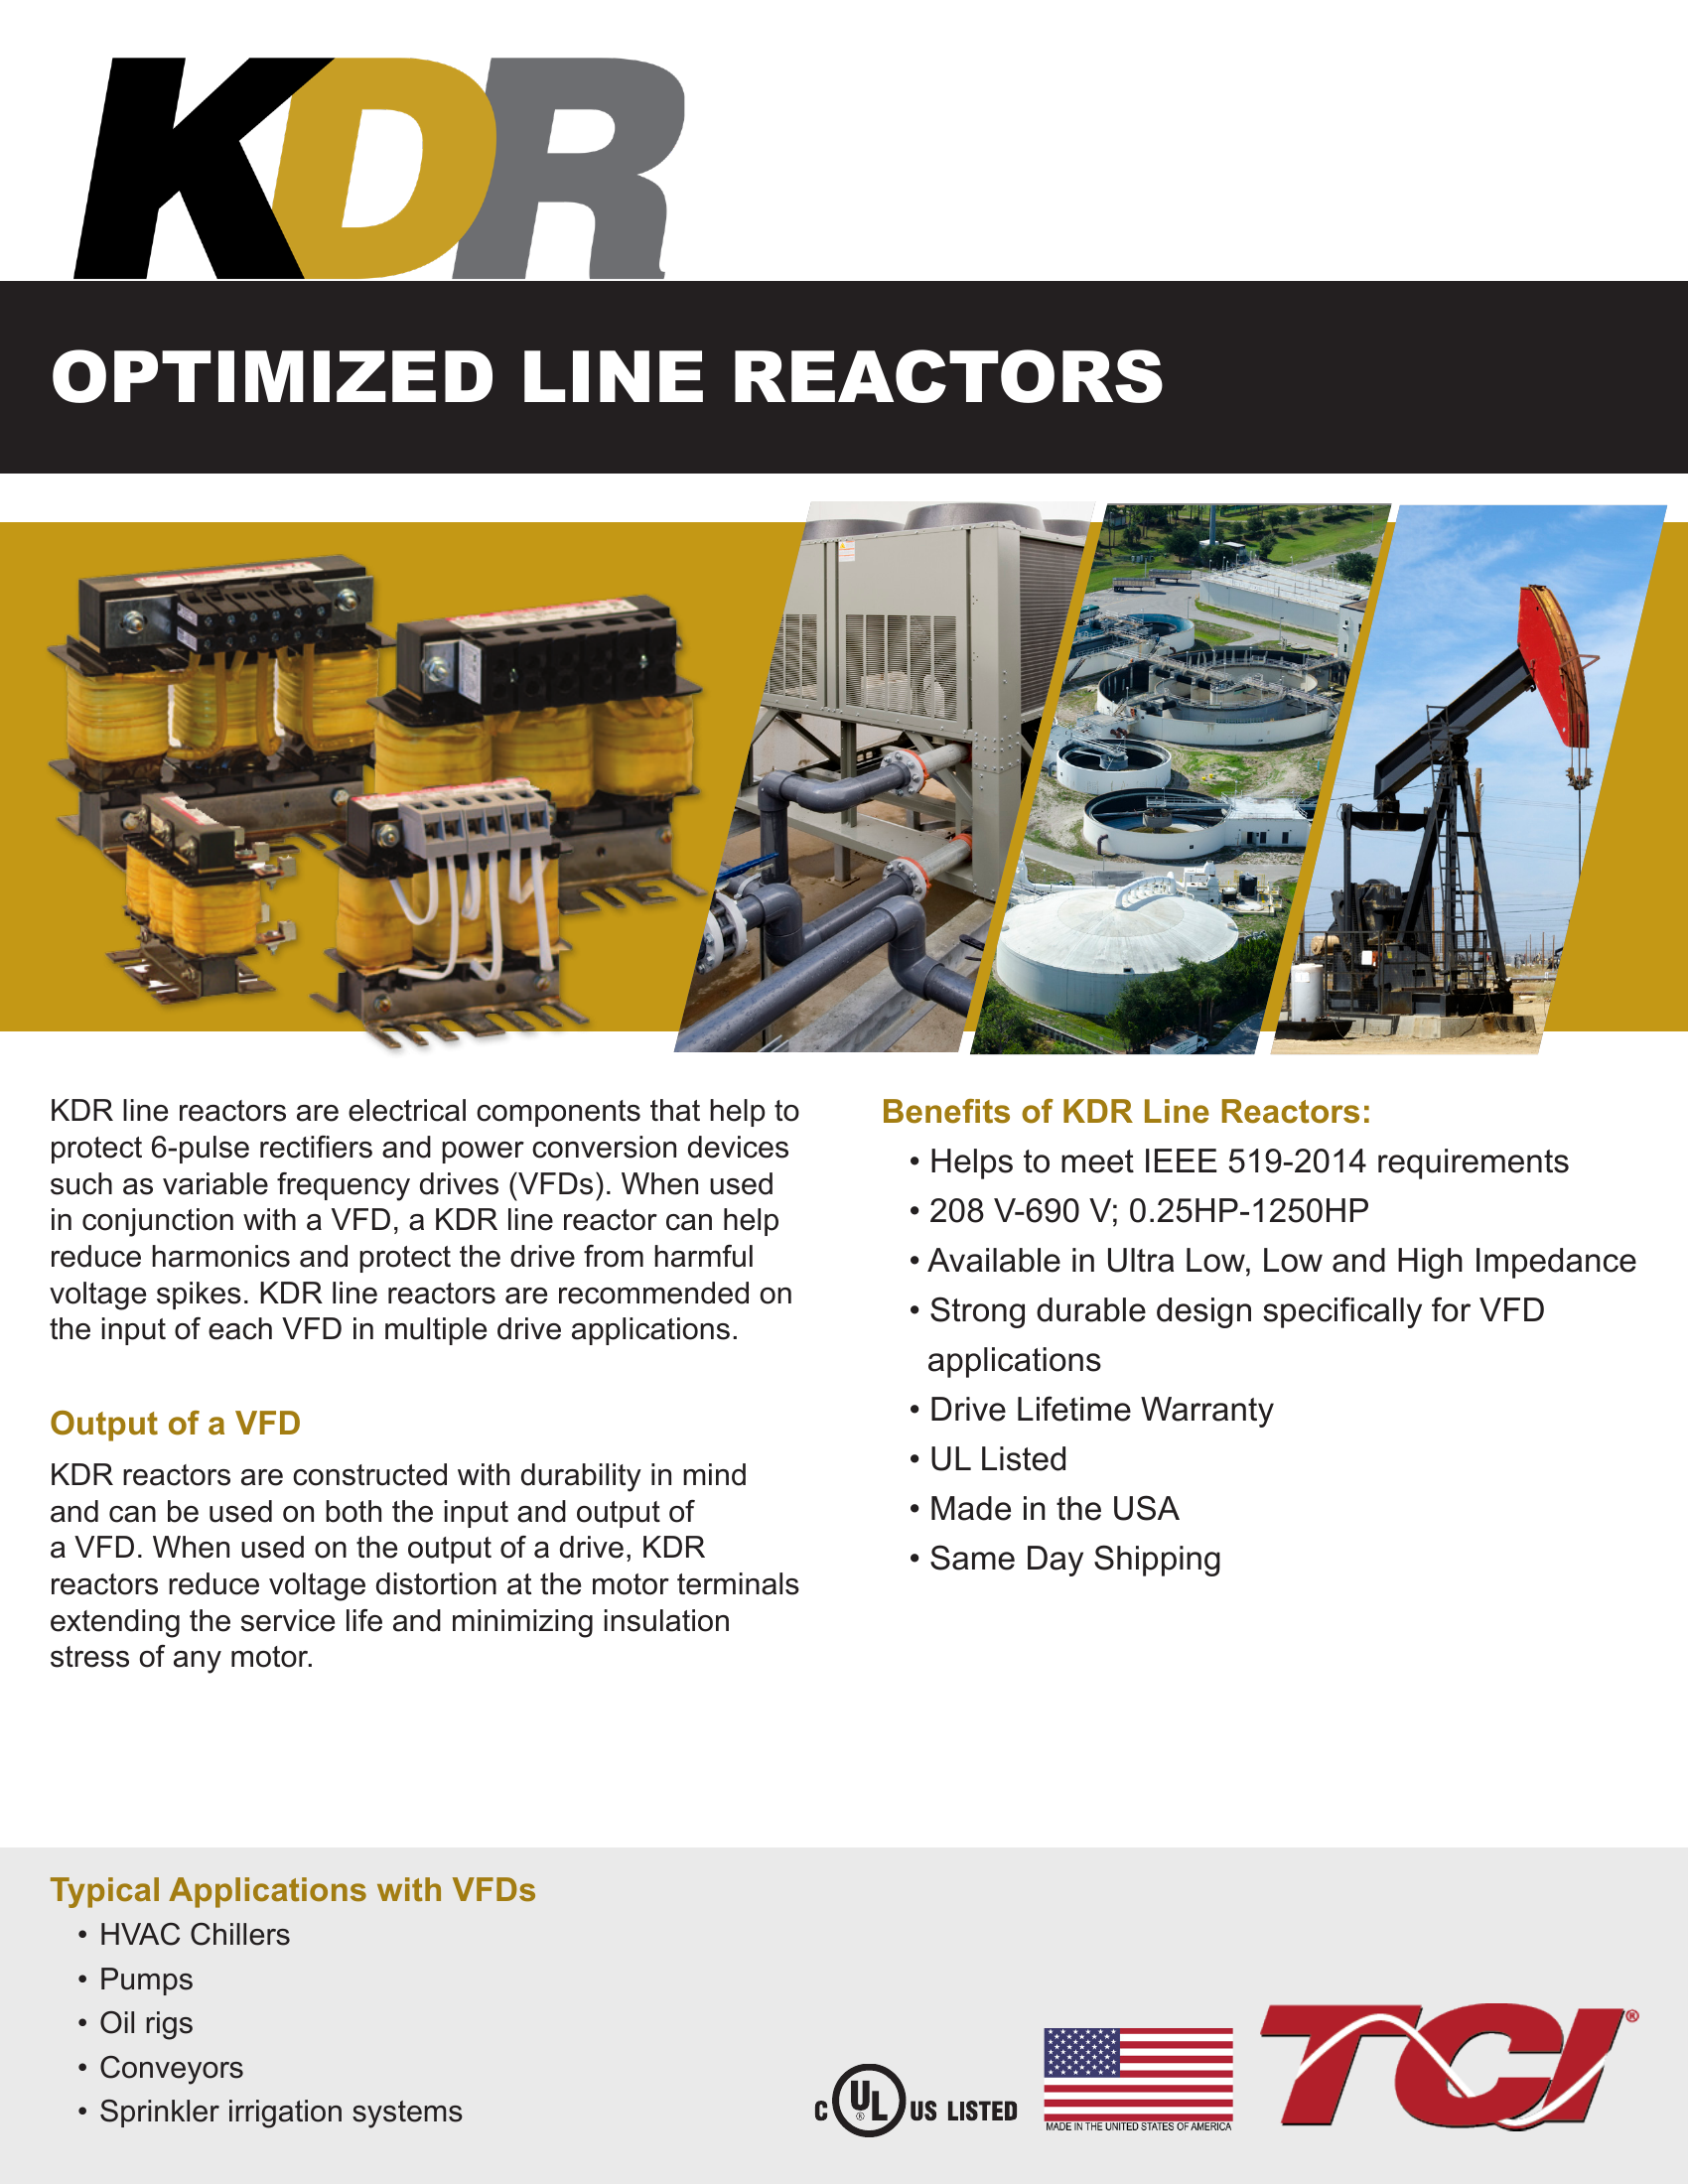 KDR
OPTIMIZED LINE REACTORS
KDR line reactors are electrical components that help to
protect 6-pulse rectifiers and power conversion devices
such as variable frequency drives (VFDs). When used
in conjunction with a VFD, a KDR line reactor can help
reduce harmonics and protect the drive from harmful
voltage spikes. KDR line reactors are recommended on
the input of each VFD in multiple drive applications.
Output of a VFD
KDR reactors are constructed with durability in mind
and can be used on both the input and output of
a VFD. When used on the output of a drive, KDR
reactors reduce voltage distortion at the motor terminals
extending the service life and minimizing insulation
stress of any motor.
Benefits of KDR Line Reactors:
• Helps to meet IEEE 519-2014 requirements
• 208 V-690 V; 0.25HP-1250HP
• Available in Ultra Low, Low and High Impedance
• Strong durable design specifically for VFD
applications
• Drive Lifetime Warranty
• UL Listed
• Made in the USA
• Same Day Shipping
Typical Applications with VFDs
• HVAC Chillers
• Pumps
• Oil rigs
• Conveyors
• Sprinkler irrigation systems
C UL ® US LISTED
MADE IN THE UNITED STATES OF AMERICA
TCI®